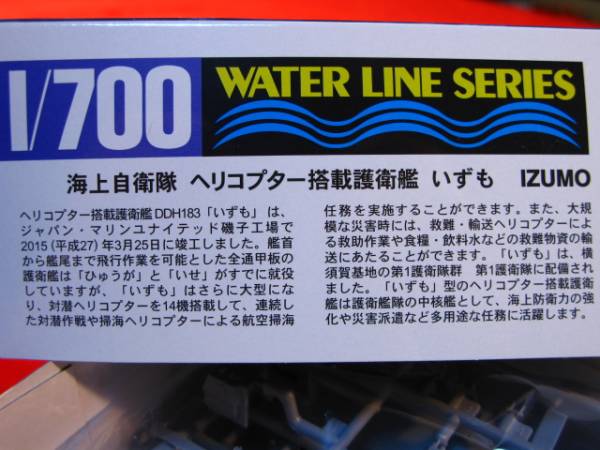 1/700 WATER LINE SERIES
海上自衛隊 ヘリコプター搭載護衛艦 いずも IZUMO
ヘリコプター搭載護衛艦DDH183「いずも」は、
ジャパン・マリンユナイテッド磯子工場で
2015(平成27)年3月25日に竣工しました。艦首
から艦尾まで飛行作業を可能とした全通甲板の
護衛艦は「ひゅうが」と「いせ」がすでに就役
していますが、「いずも」はさらに大型にな
り、対潜ヘリコプターを14機搭載して、連続し
た対潜作戦や掃海ヘリコプターによる航空掃海
任務を実施することができます。また、大規
模な災害時には、救難・輸送ヘリコプターによ
る救助作業や食糧・飲料水などの救難物資の輸
送にあたることができます。「いずも」は、横
須賀基地の第1護衛隊群 第1護衛隊に配備され
ました。「いずも」型のヘリコプター搭載護衛
艦は護衛艦隊の中核艦として、海上防衛力の強
化や災害派遣など多用途な任務に活躍します。